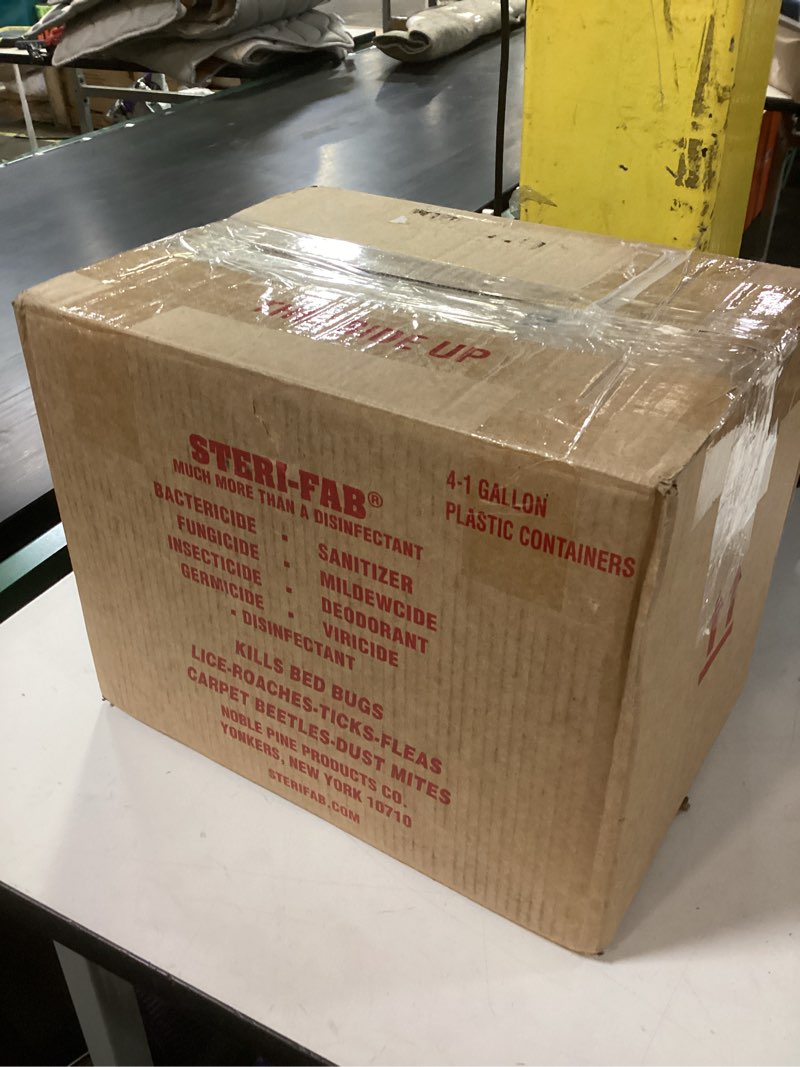 SIDE UP
STERI-FAB®
MUCH MORE THAN A DISINFECTANT
BACTERICIDE • SANITIZER
FUNGICIDE • MILDEWCIDE
INSECTICIDE • DEODORANT
GERMICIDE • VIRICIDE
• DISINFECTANT
KILLS BED BUGS
LICE-ROACHES-TICKS-FLEAS
CARPET BEETLES-DUST MITES
NOBLE PINE PRODUCTS CO.
YONKERS, NEW YORK 10710
STERIFAB.COM
4-1 GALLON
PLASTIC CONTAINERS